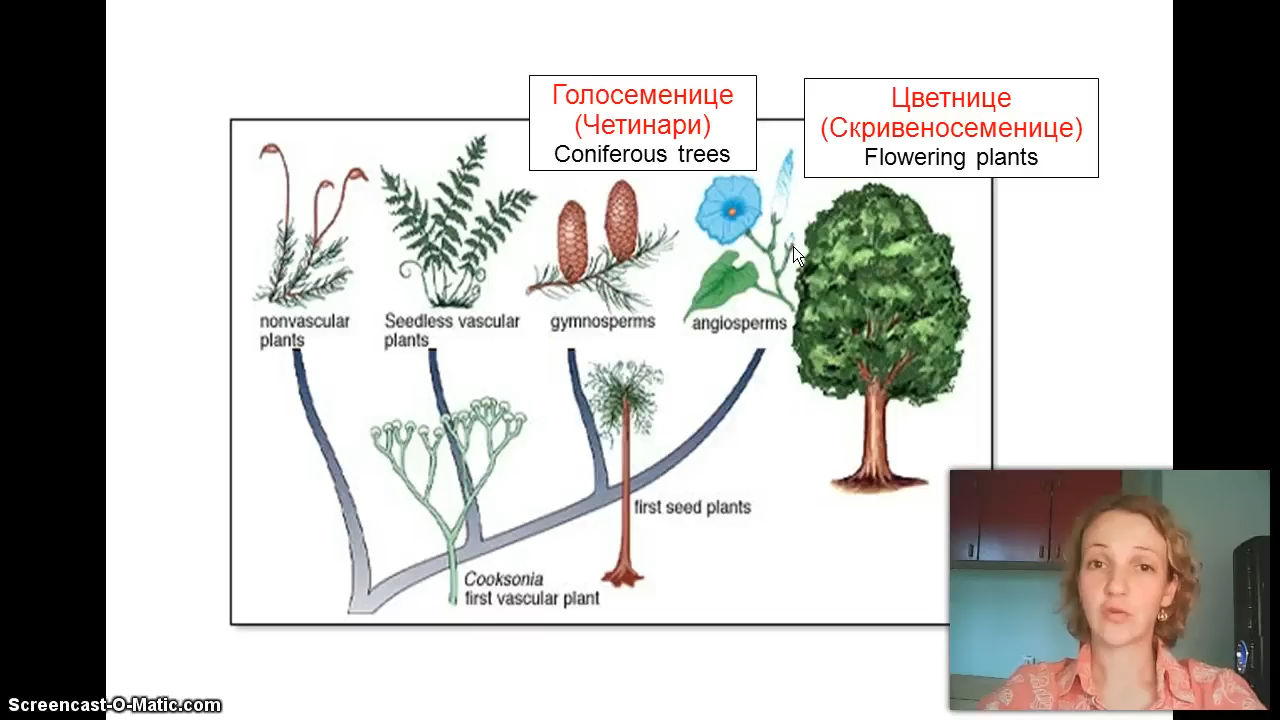 Голосеменице
(Четинари)
Coniferous trees
Цветнице
(Скривеносеменице)
Flowering plants
nonvascular
plants
Seedless vascular
plants
gymnosperms
angiosperms
first seed plants
Cooksonia
first vascular plant
Screencast-O-Matic.com